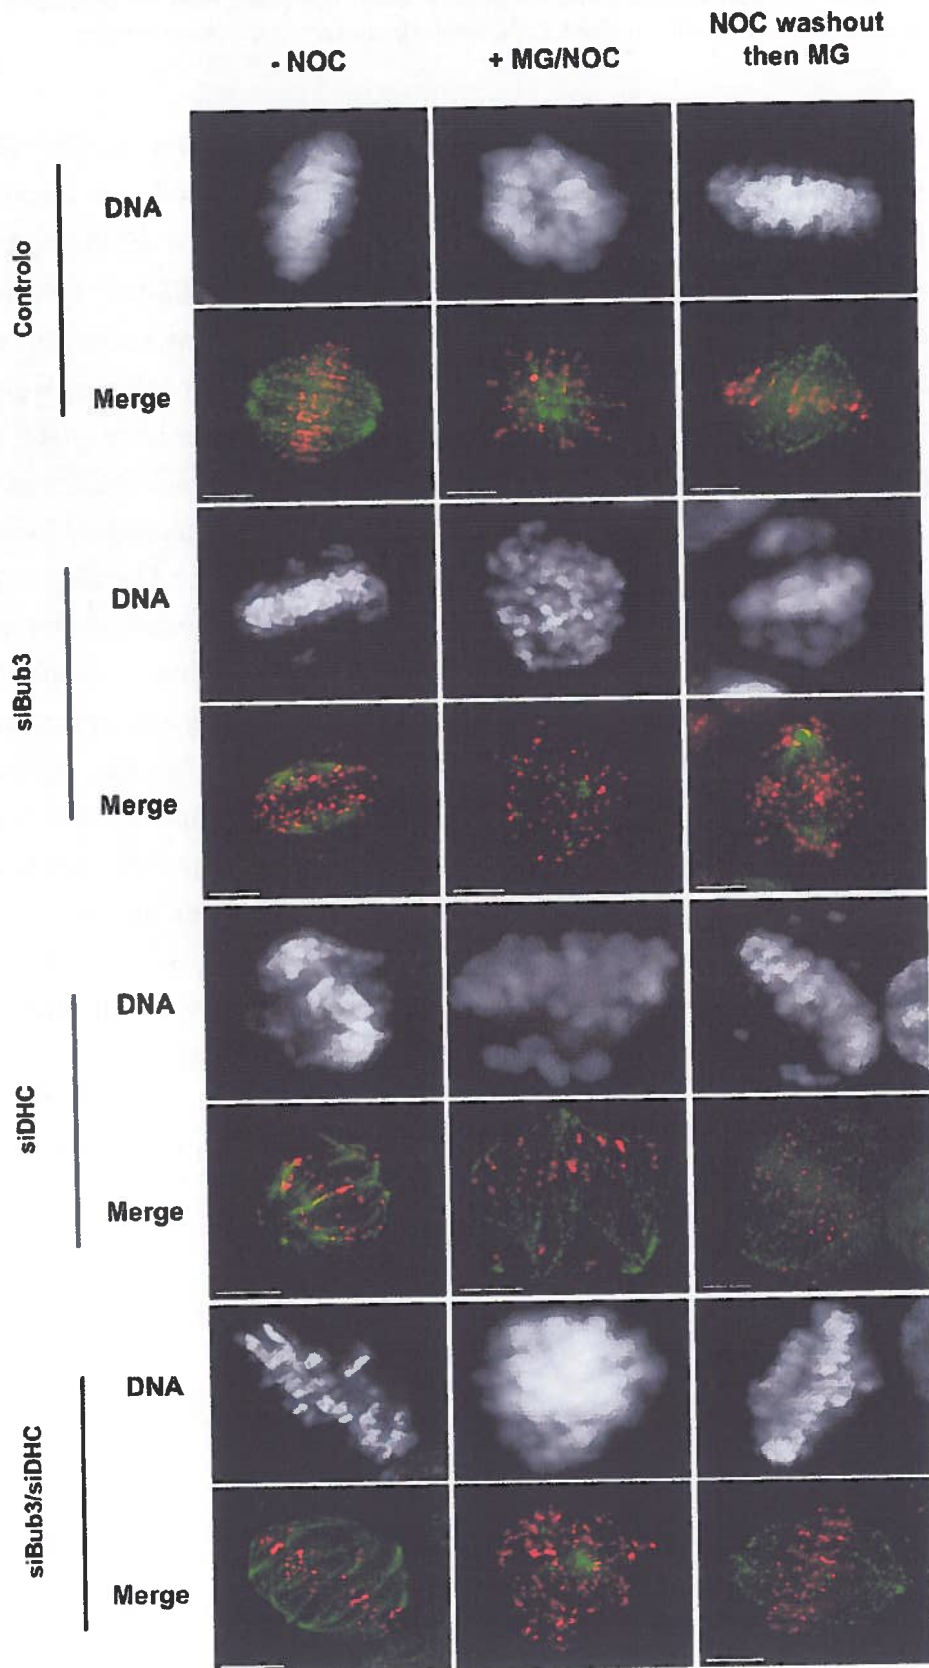 - NOC
+ MG/NOC
NOC washout
then MG
Controlo
DNA
Merge
siBub3
DNA
Merge
siDHC
DNA
Merge
siBub3/siDHC
DNA
Merge